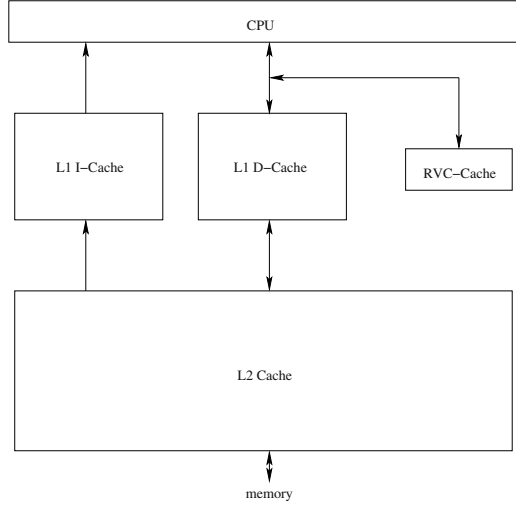 CPU
L1 I−Cache
L1 D−Cache
RVC−Cache
L2 Cache
memory